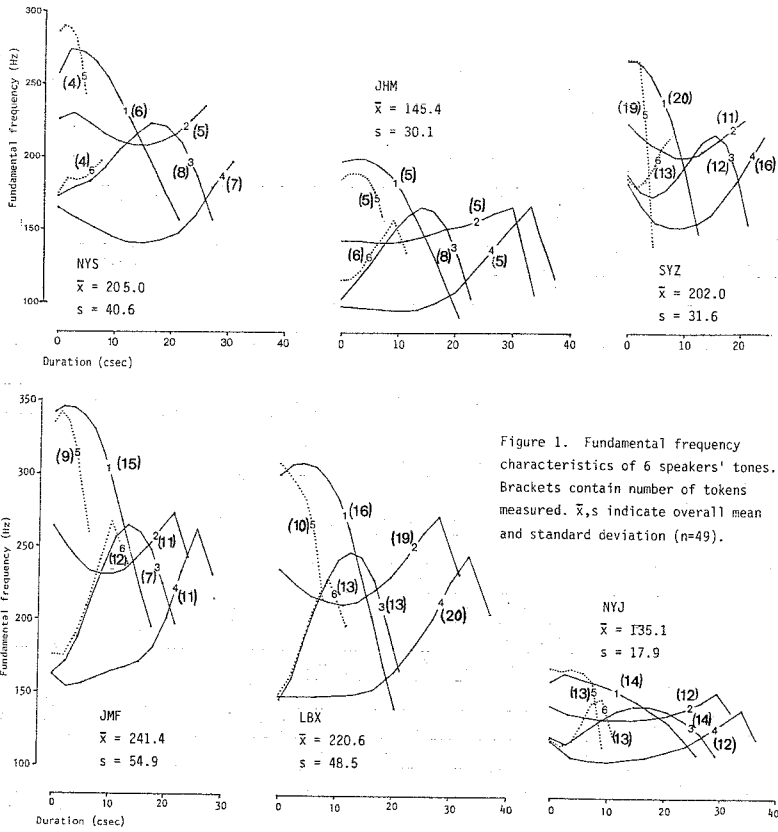 Fundamental frequency (Hz)
300
250
200
150
100
(4) 5
1 (6)
2 (5)
(4) 6
(8) 3
4 (7)
NYS
x̄ = 205.0
s = 40.6
0 10 20 30 40
Duration (csec)
JHM
x̄ = 145.4
s = 30.1
1 (5)
(5) 5
(5)
2
(6) 6
(8) 3
4 (5)
0 10 20 30 40
(19) 5
1 (20)
(11)
2
6
(13)
(12) 3
4 (16)
SYZ
x̄ = 202.0
s = 31.6
0 10 20
Fundamental frequency (Hz)
350
300
250
200
150
100
(9) 5
1 (15)
2 (11)
6
(12)
(7) 3
4 (11)
JMF
x̄ = 241.4
s = 54.9
0 10 20 30
Duration (csec)
(10) 5
1 (16)
(19)
2
6 (13)
3 (13)
4 (20)
LBX
x̄ = 220.6
s = 48.5
0 10 20 30 40
Figure 1. Fundamental frequency
characteristics of 6 speakers' tones.
Brackets contain number of tokens
measured. x̄,s indicate overall mean
and standard deviation (n=49).
NYJ
x̄ = 135.1
s = 17.9
(13) 5
1 (14)
(12)
2
6
(14)
3
(13)
4 (12)
0 10 20 30 40